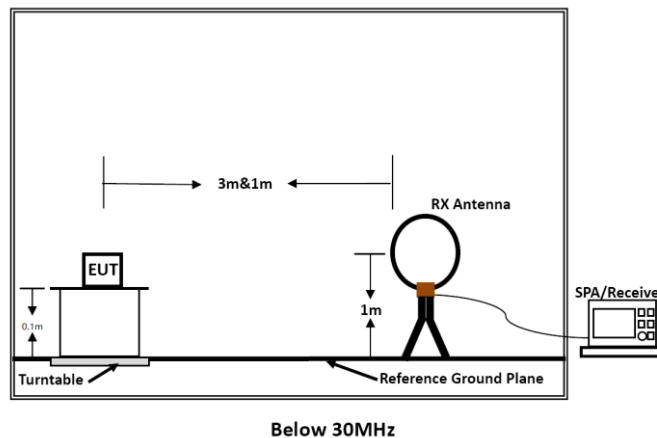 3m&1m
RX Antenna
EUT
SPA/Receive
1m
0.1m
Turntable
Reference Ground Plane
Below 30MHz